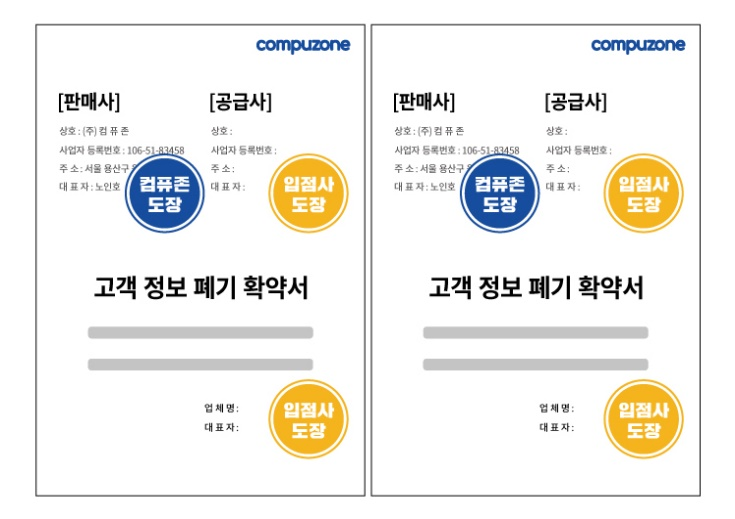 compuzone
[판매사]
상호 : (주) 컴 퓨 존
사업자 등록번호 : 106-51-83458
주 소 : 서울 용산구
대 표 자 : 노인호
컴퓨존
도장
[공급사]
상호 :
사업자 등록번호 :
주 소 :
대 표 자 :
입점사
도장
고객 정보 폐기 확약서
업 체 명 :
대 표 자 :
입점사
도장
compuzone
[판매사]
상호 : (주) 컴 퓨 존
사업자 등록번호 : 106-51-83458
주 소 : 서울 용산구
대 표 자 : 노인호
컴퓨존
도장
[공급사]
상호 :
사업자 등록번호 :
주 소 :
대 표 자 :
입점사
도장
고객 정보 폐기 확약서
업 체 명 :
대 표 자 :
입점사
도장